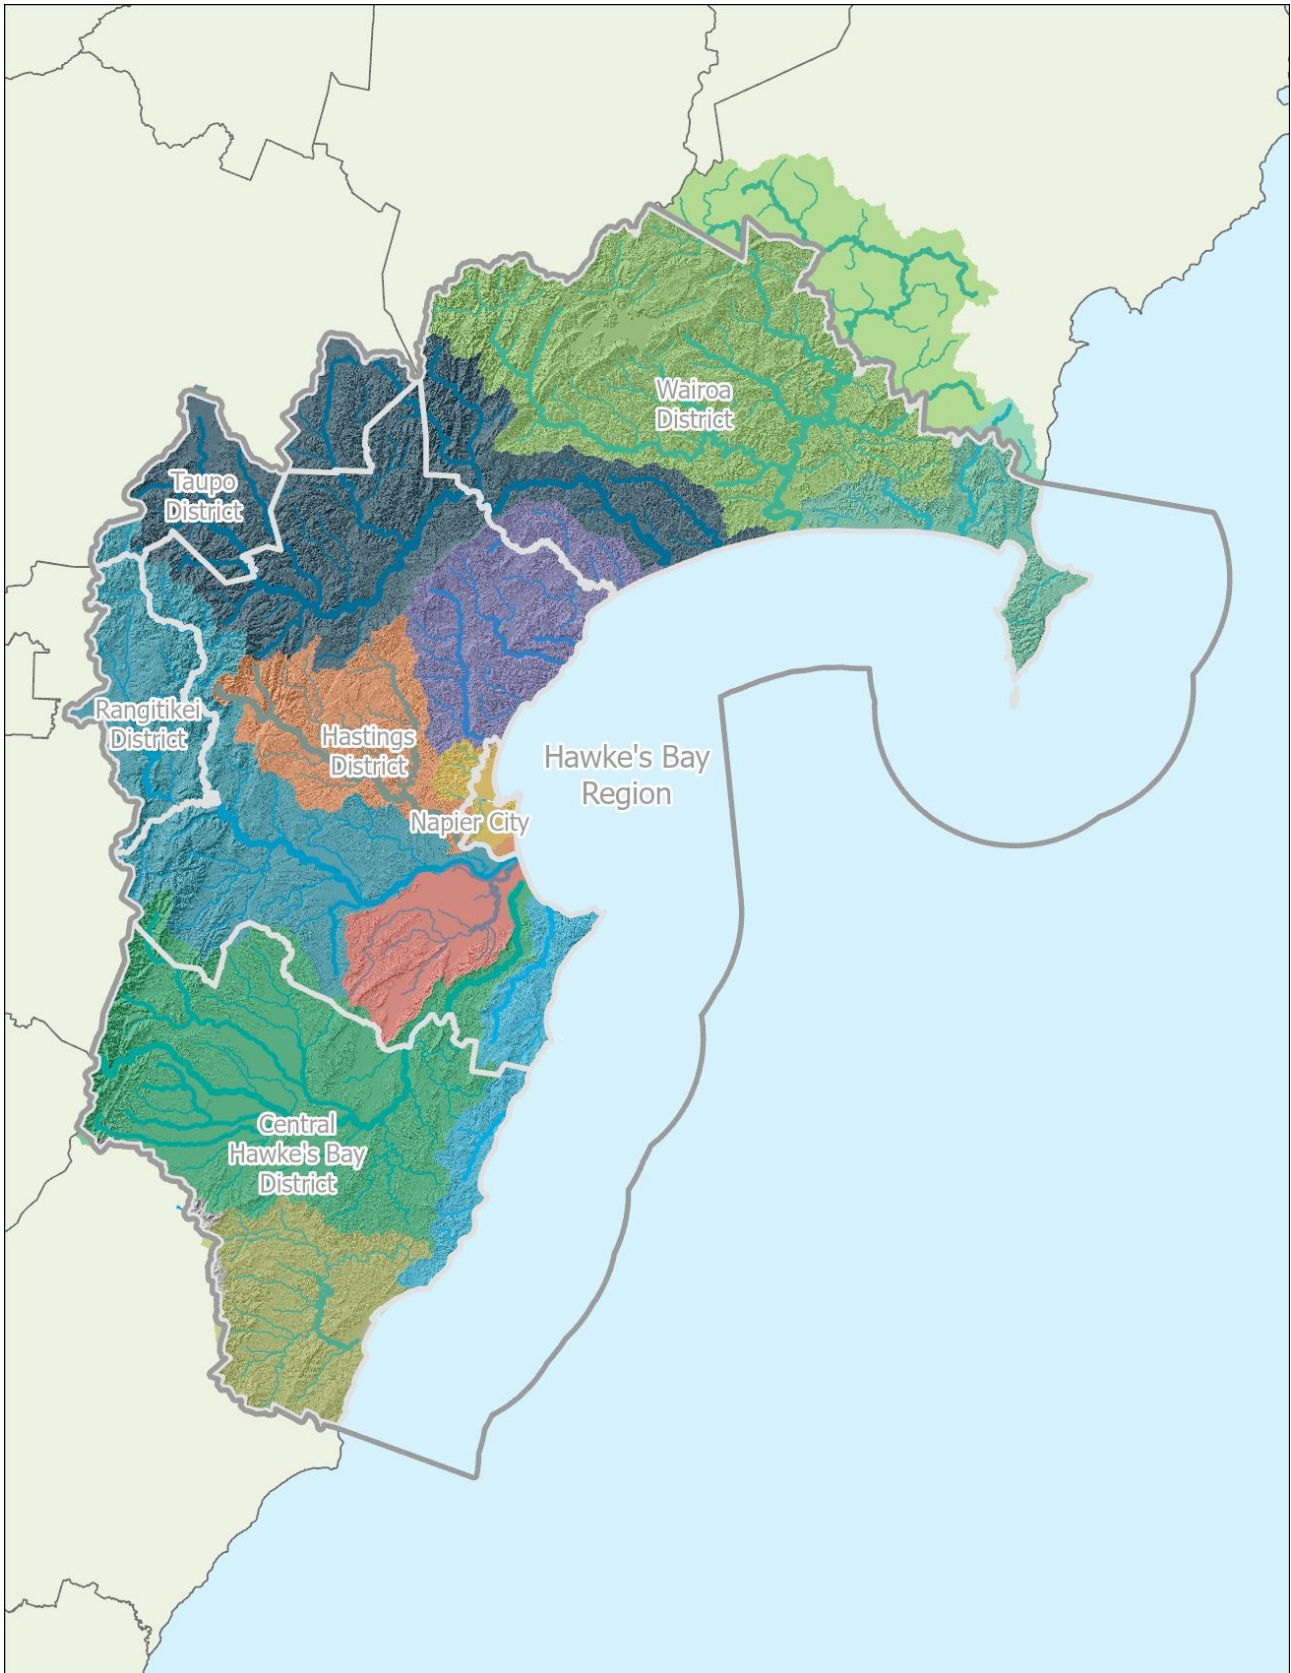 Wairoa
District
Taupo
District
Rangitikei
District
Hastings
District
Hawke's Bay
Region
Napier City
Central
Hawke's Bay
District